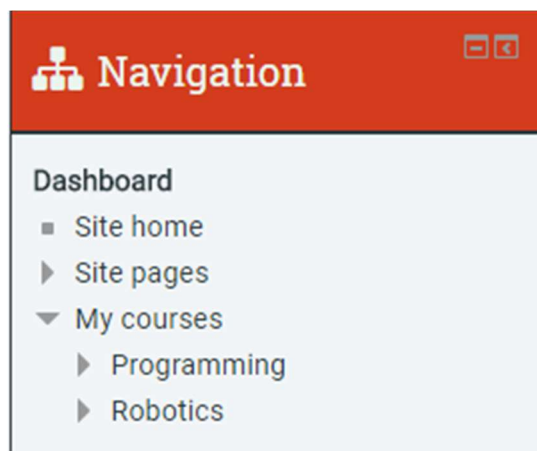 Navigation
Dashboard
Site home
Site pages
My courses
Programming
Robotics